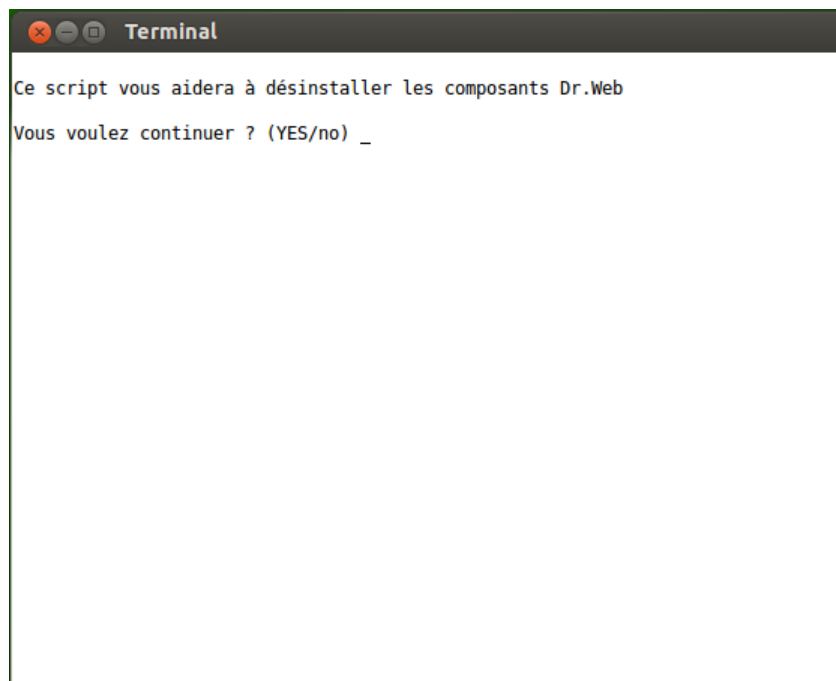 Terminal
Ce script vous aidera à désinstaller les composants Dr.Web
Vous voulez continuer ? (YES/no) _